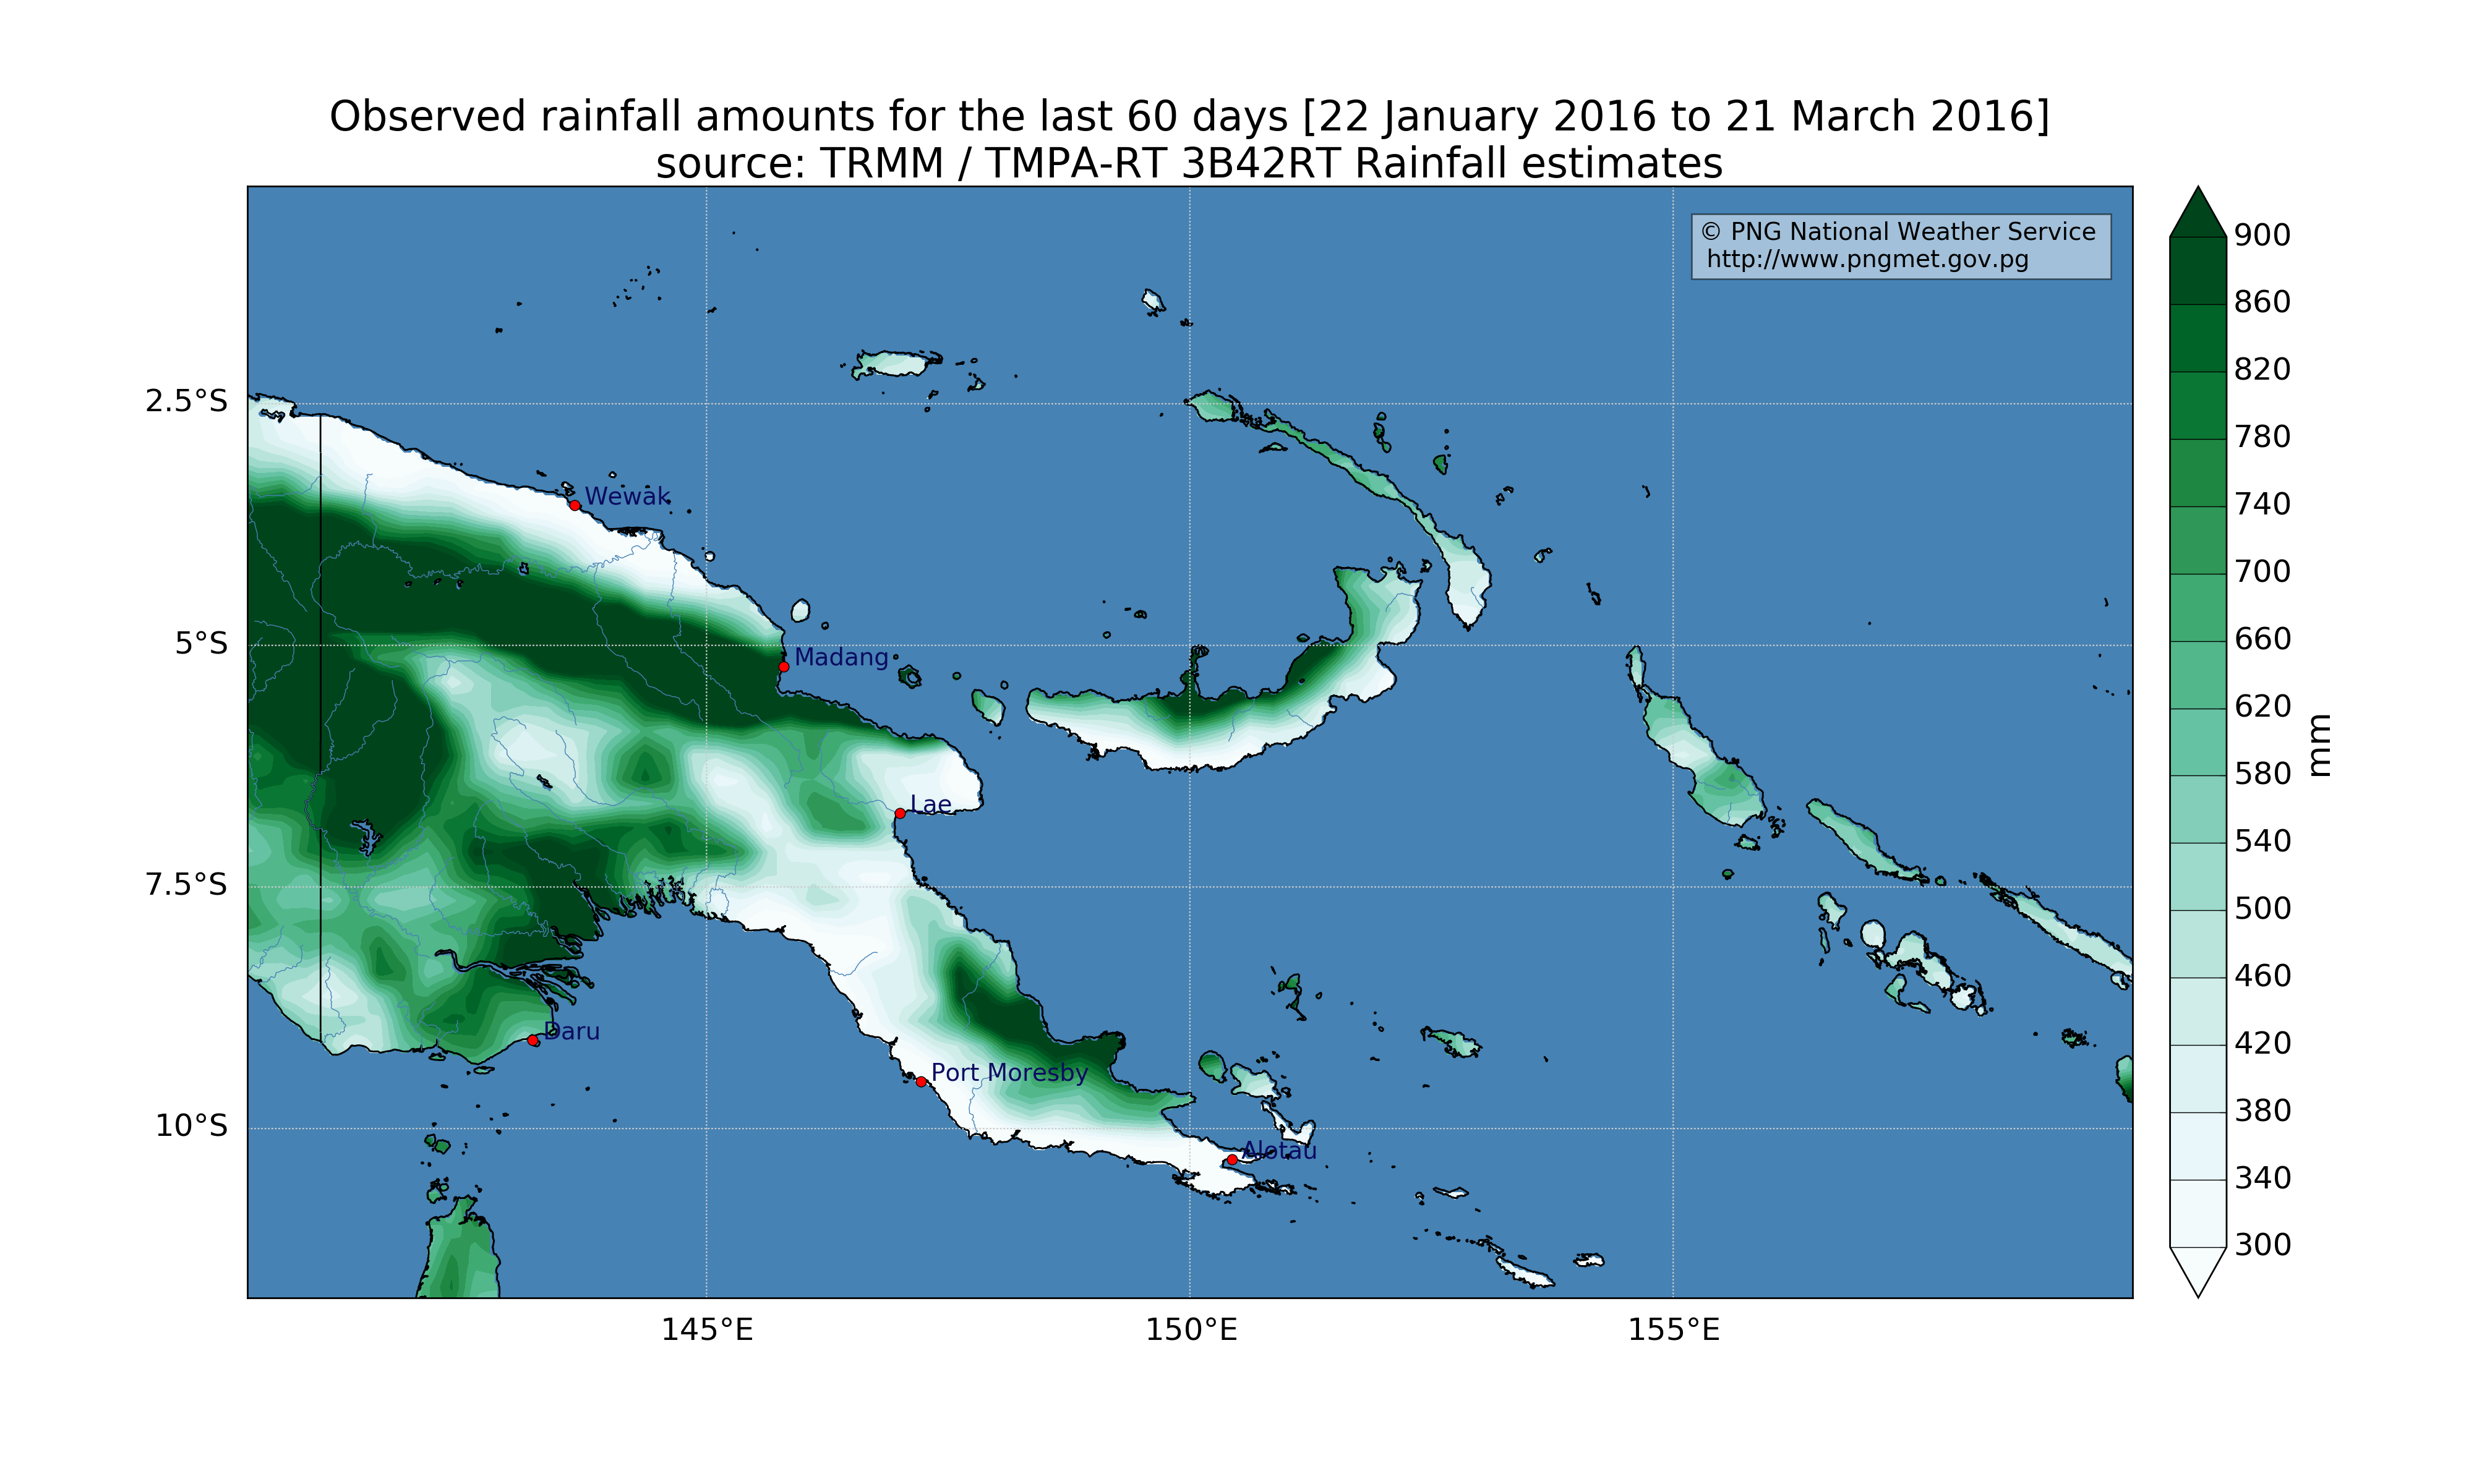 Observed rainfall amounts for the last 60 days [22 January 2016 to 21 March 2016]
source: TRMM / TMPA-RT 3B42RT Rainfall estimates
© PNG National Weather Service
http://www.pngmet.gov.pg
900
860
820
780
740
700
660
620
580
540
500
460
420
380
340
300
mm
2.5°S
5°S
7.5°S
10°S
Wewak
Madang
Lae
Daru
Port Moresby
Alotau
145°E
150°E
155°E